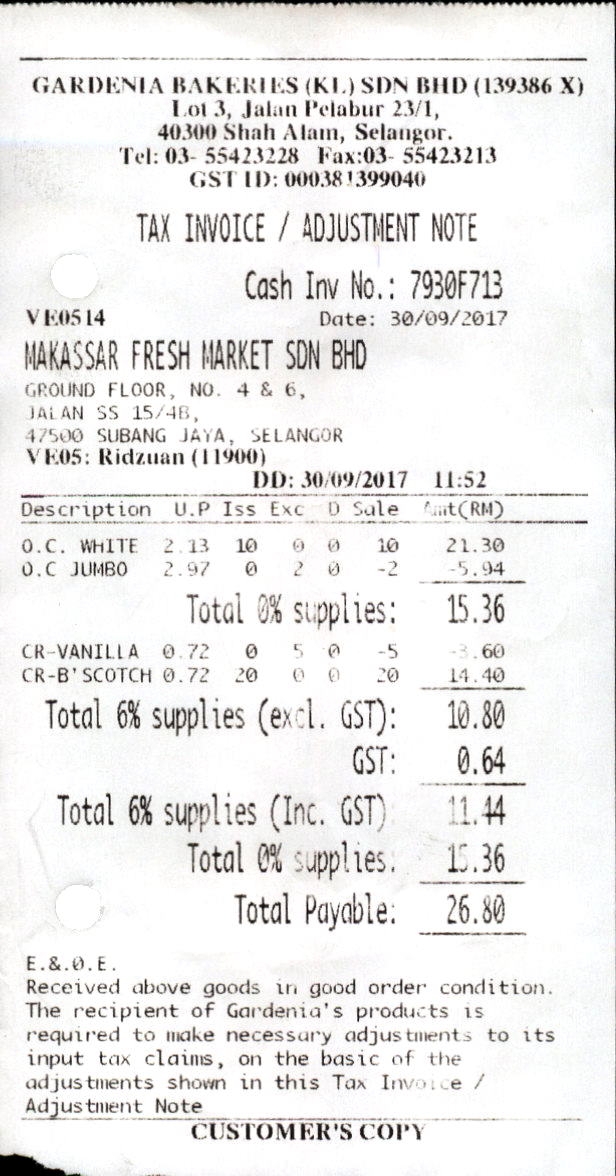 GARDENIA BAKERIES (KL) SDN BHD (139386 X)
Lot 3, Jalan Pelabur 23/1,
40300 Shah Alam, Selangor.
Tel: 03- 55423228 Fax:03- 55423213
GST ID: 000381399040
TAX INVOICE / ADJUSTMENT NOTE
Cash Inv No.: 7930F713
VE0514 Date: 30/09/2017
MAKASSAR FRESH MARKET SDN BHD
GROUND FLOOR, NO. 4 & 6,
JALAN SS 15/4B,
47500 SUBANG JAYA, SELANGOR
VE05: Ridzuan (11900)
DD: 30/09/2017 11:52
Description U.P Iss Exc D Sale Amt(RM)
O.C. WHITE 2.13 10 0 0 10 21.30
O.C JUMBO 2.97 0 2 0 -2 -5.94
Total 0% supplies: 15.36
CR-VANILLA 0.72 0 5 0 -5 -3.60
CR-B'SCOTCH 0.72 20 0 0 20 14.40
Total 6% supplies (excl. GST): 10.80
GST: 0.64
Total 6% supplies (Inc. GST) 11.44
Total 0% supplies: 15.36
Total Payable: 26.80
E.&.O.E.
Received above goods in good order condition.
The recipient of Gardenia's products is
required to make necessary adjustments to its
input tax claims, on the basic of the
adjustments shown in this Tax Invoice /
Adjustment Note
CUSTOMER'S COPY